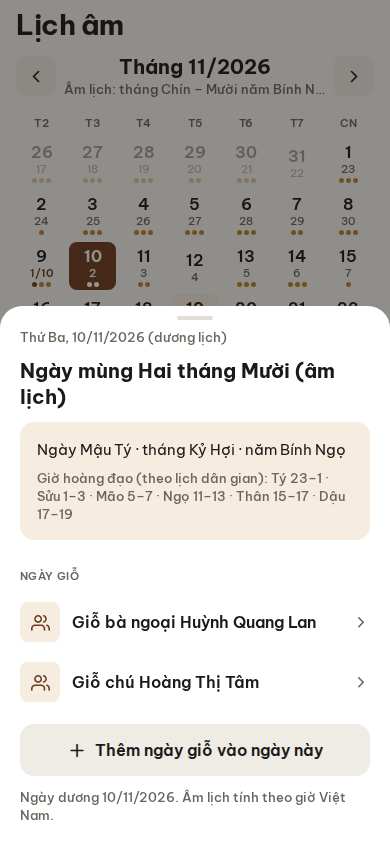 Lịch âm
Tháng 11/2026
Âm lịch: tháng Chín – Mười năm Bính N...
T2 T3 T4 T5 T6 T7 CN
26 27 28 29 30 31 1
17 18 19 20 21 22 23
2 3 4 5 6 7 8
24 25 26 27 28 29 30
9 10 11 12 13 14 15
1/10 2 3 4 5 6 7
Thứ Ba, 10/11/2026 (dương lịch)
Ngày mùng Hai tháng Mười (âm
lịch)
Ngày Mậu Tý · tháng Kỷ Hợi · năm Bính Ngọ
Giờ hoàng đạo (theo lịch dân gian): Tý 23–1 ·
Sửu 1–3 · Mão 5–7 · Ngọ 11–13 · Thân 15–17 · Dậu
17–19
NGÀY GIỖ
Giỗ bà ngoại Huỳnh Quang Lan
Giỗ chú Hoàng Thị Tâm
Thêm ngày giỗ vào ngày này
Ngày dương 10/11/2026. Âm lịch tính theo giờ Việt
Nam.